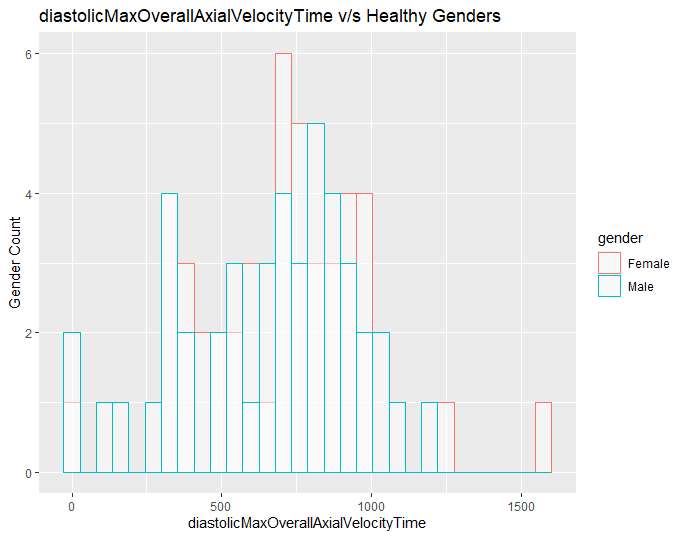 diastolicMaxOverallAxialVelocityTime v/s Healthy Genders
6
4
2
0
Gender Count
0 500 1000 1500
diastolicMaxOverallAxialVelocityTime
gender
Female
Male